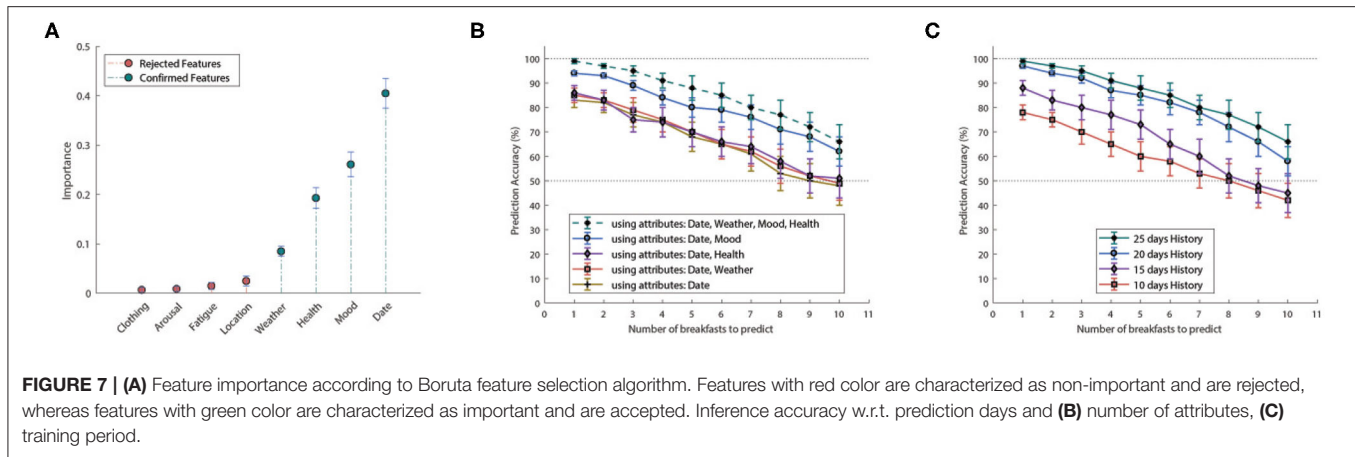 A
Importance
0.5
0.4
0.3
0.2
0.1
0
Rejected Features
Confirmed Features
Clothing
Arousal
Fatigue
Location
Weather
Health
Mood
Date
B
Prediction Accuracy (%)
100
90
80
70
60
50
40
30
20
10
0
using attributes: Date, Weather, Mood, Health
using attributes: Date, Mood
using attributes: Date, Health
using attributes: Date, Weather
using attributes: Date
0 1 2 3 4 5 6 7 8 9 10 11
Number of breakfasts to predict
C
Prediction Accuracy (%)
100
90
80
70
60
50
40
30
20
10
0
25 days History
20 days History
15 days History
10 days History
0 1 2 3 4 5 6 7 8 9 10 11
Number of breakfasts to predict
FIGURE 7 | (A) Feature importance according to Boruta feature selection algorithm. Features with red color are characterized as non-important and are rejected,
whereas features with green color are characterized as important and are accepted. Inference accuracy w.r.t. prediction days and (B) number of attributes, (C)
training period.